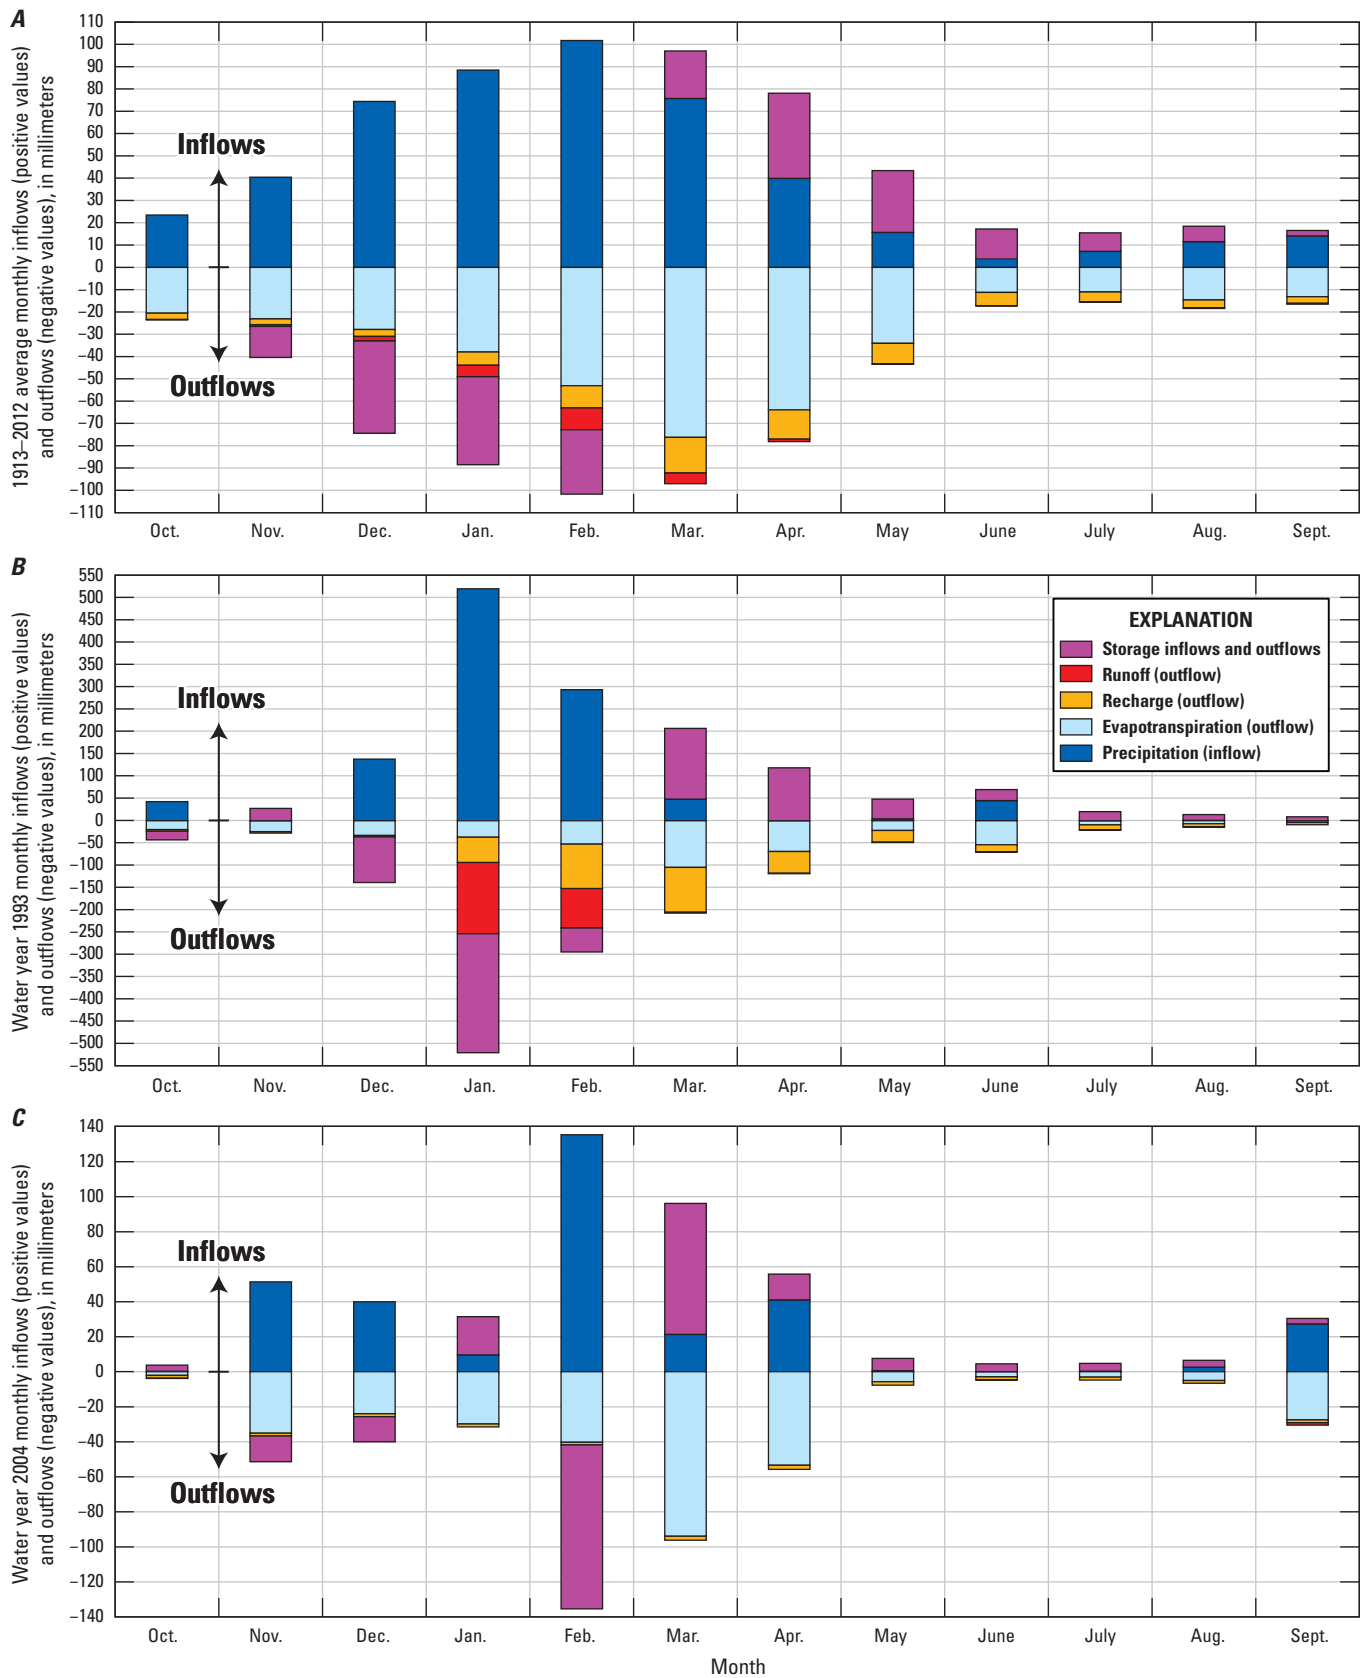 A
1913–2012 average monthly inflows (positive values)
and outflows (negative values), in millimeters
110
100
90
80
70
60
50
40
30
20
10
0
–10
–20
–30
–40
–50
–60
–70
–80
–90
–100
–110
Inflows
Outflows
Oct. Nov. Dec. Jan. Feb. Mar. Apr. May June July Aug. Sept.
B
Water year 1993 monthly inflows (positive values)
and outflows (negative values), in millimeters
550
500
450
400
350
300
250
200
150
100
50
0
–50
–100
–150
–200
–250
–300
–350
–400
–450
–500
–550
Inflows
Outflows
EXPLANATION
Storage inflows and outflows
Runoff (outflow)
Recharge (outflow)
Evapotranspiration (outflow)
Precipitation (inflow)
Oct. Nov. Dec. Jan. Feb. Mar. Apr. May June July Aug. Sept.
C
Water year 2004 monthly inflows (positive values)
and outflows (negative values), in millimeters
140
120
100
80
60
40
20
0
–20
–40
–60
–80
–100
–120
–140
Inflows
Outflows
Oct. Nov. Dec. Jan. Feb. Mar. Apr. May June July Aug. Sept.
Month